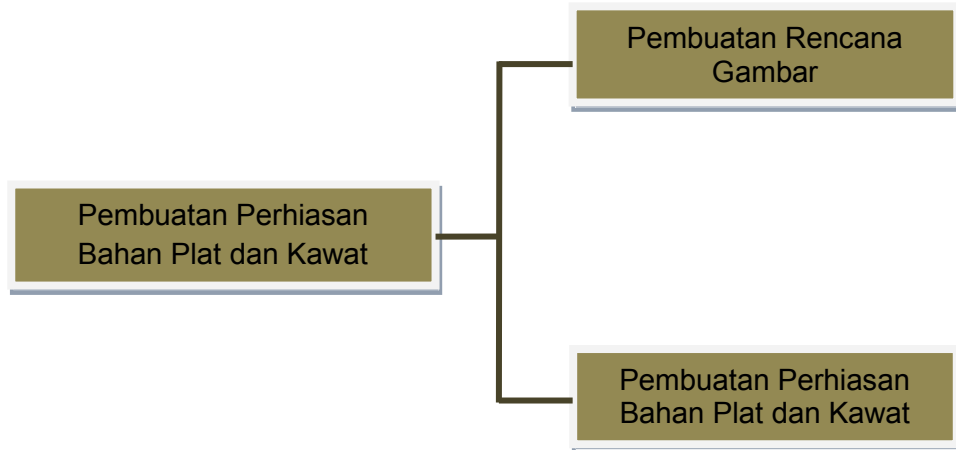 Pembuatan Rencana
Gambar
Pembuatan Perhiasan
Bahan Plat dan Kawat
Pembuatan Perhiasan
Bahan Plat dan Kawat